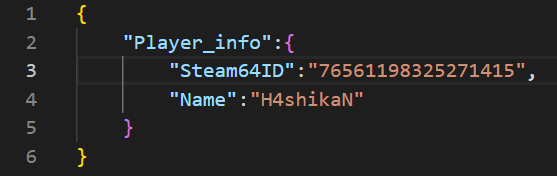 1 {
2 "Player_info":{
3 "Steam64ID":"76561198325271415",
4 "Name":"H4shikaN"
5 }
6 }